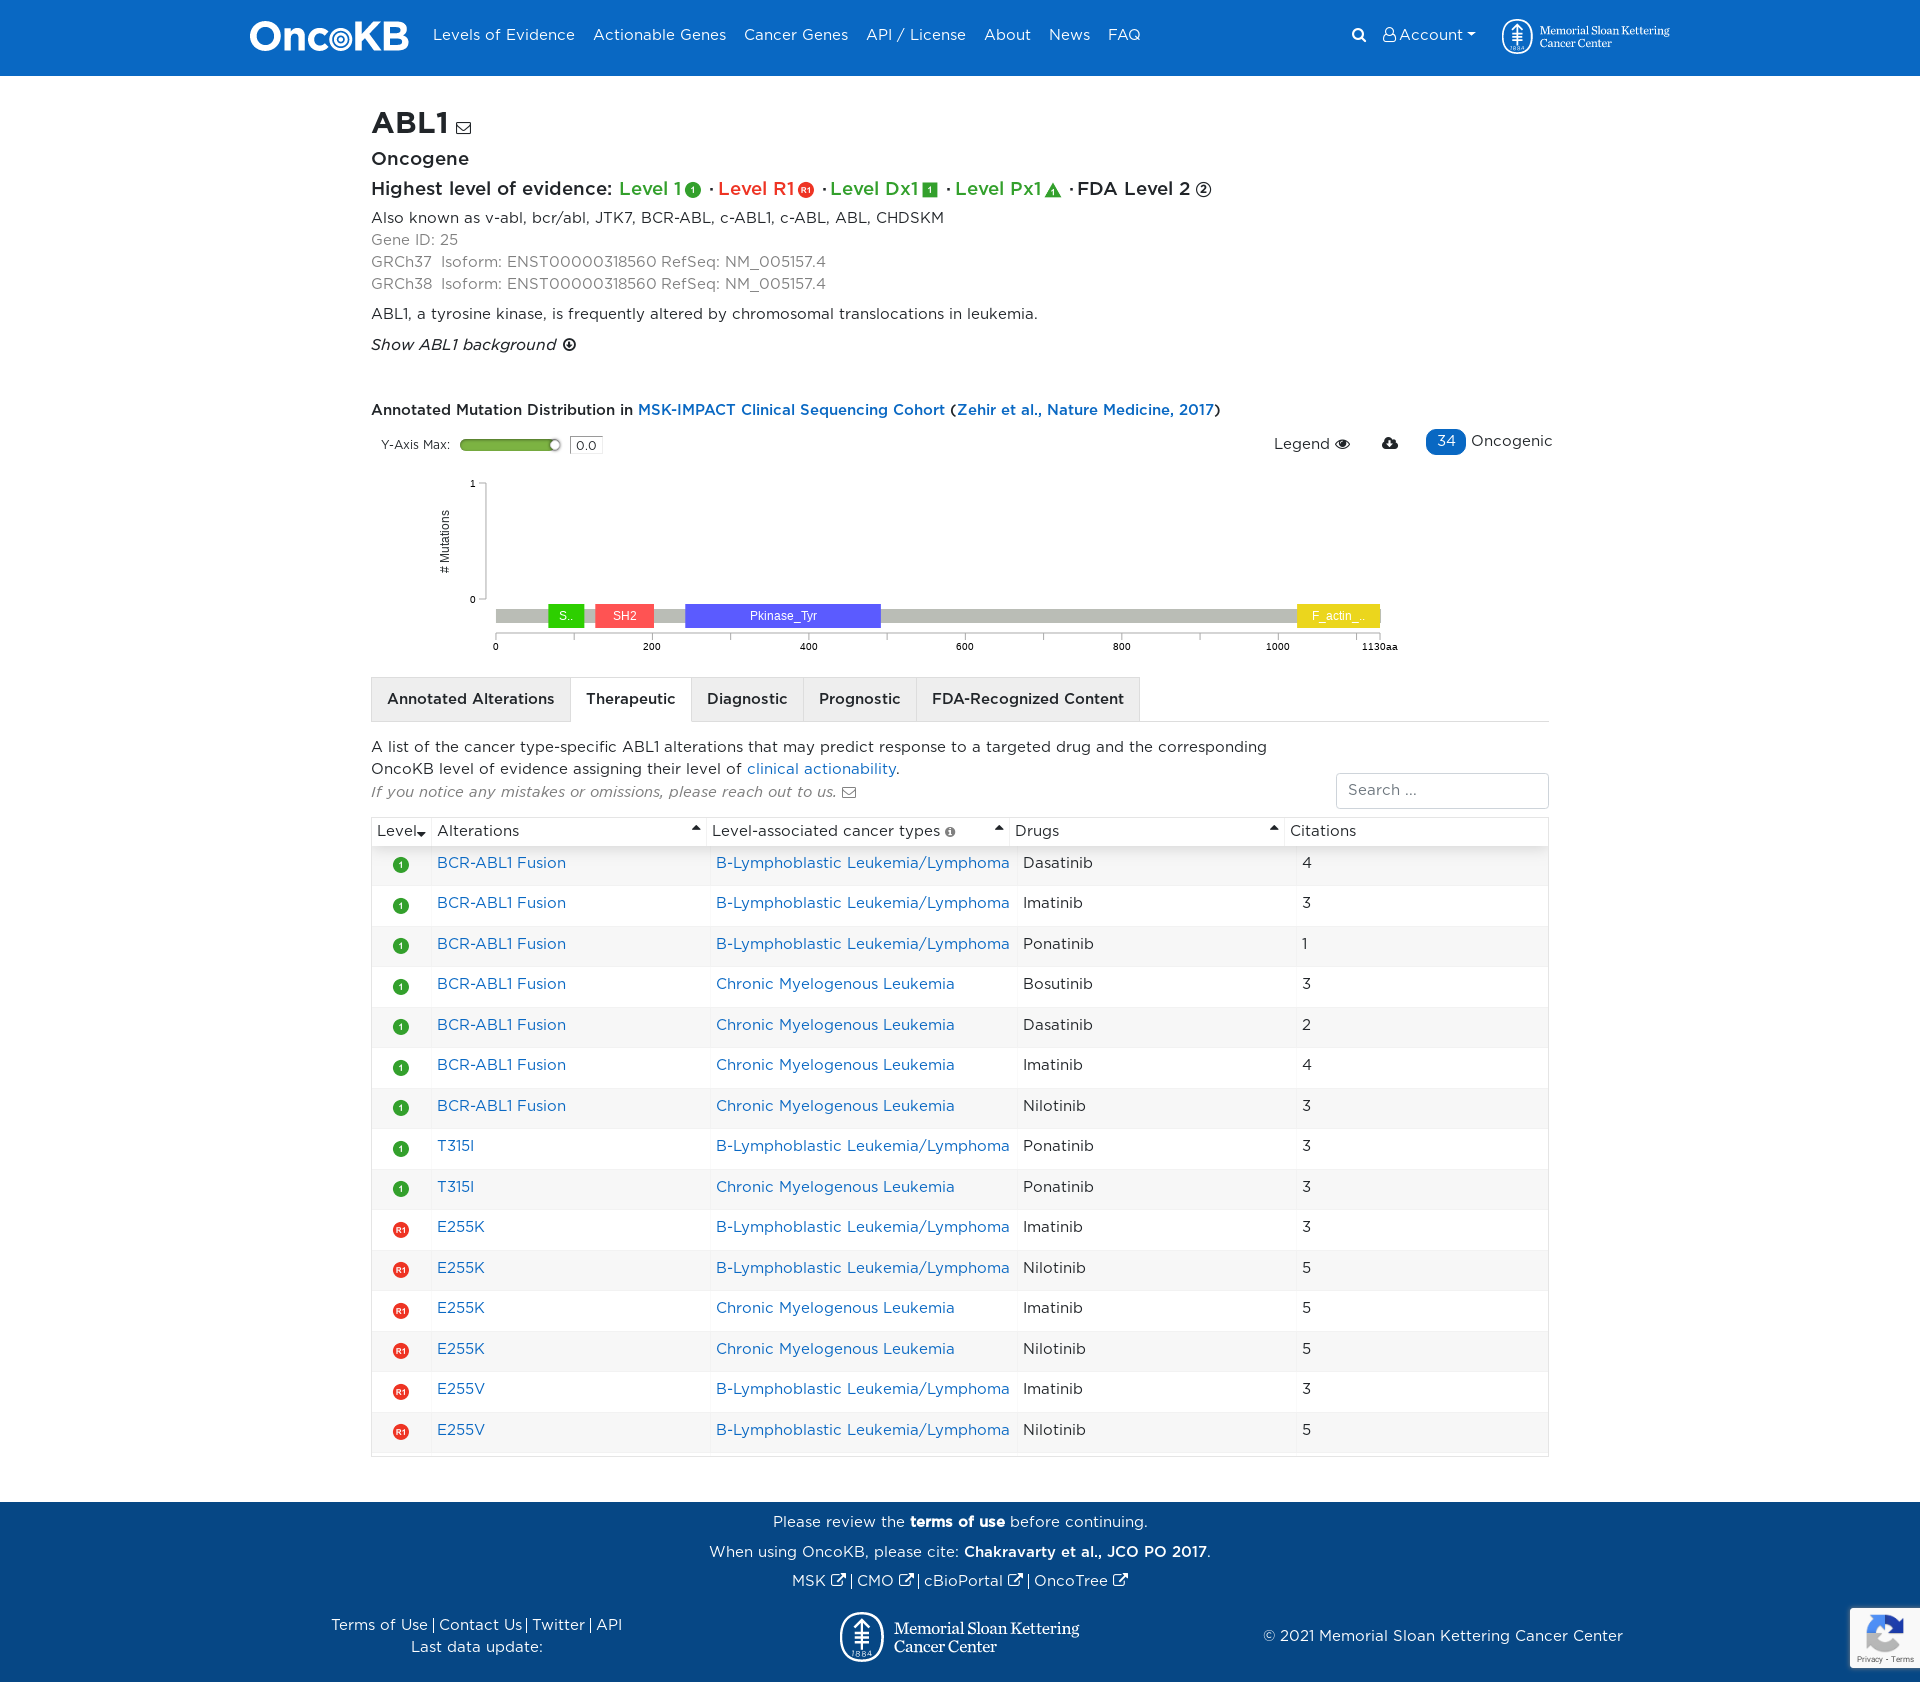 OncoKB Levels of Evidence Actionable Genes Cancer Genes API / License About News FAQ Account Memorial Sloan Kettering
Cancer Center
1884
ABL1
Oncogene
Highest level of evidence: Level 1 1 · Level R1 R1 · Level Dx1 1 · Level Px1 1 · FDA Level 2 2
Also known as v-abl, bcr/abl, JTK7, BCR-ABL, c-ABL1, c-ABL, ABL, CHDSKM
Gene ID: 25
GRCh37 Isoform: ENST00000318560 RefSeq: NM_005157.4
GRCh38 Isoform: ENST00000318560 RefSeq: NM_005157.4
ABL1, a tyrosine kinase, is frequently altered by chromosomal translocations in leukemia.
Show ABL1 background
Annotated Mutation Distribution in MSK-IMPACT Clinical Sequencing Cohort (Zehir et al., Nature Medicine, 2017)
Y-Axis Max: 0.0 Legend 34 Oncogenic
1
# Mutations
0
S.. SH2 Pkinase_Tyr F_actin_..
0 200 400 600 800 1000 1130aa
Annotated Alterations Therapeutic Diagnostic Prognostic FDA-Recognized Content
A list of the cancer type-specific ABL1 alterations that may predict response to a targeted drug and the corresponding
OncoKB level of evidence assigning their level of clinical actionability.
If you notice any mistakes or omissions, please reach out to us.
Search ...
Level Alterations Level-associated cancer types Drugs Citations
1 BCR-ABL1 Fusion B-Lymphoblastic Leukemia/Lymphoma Dasatinib 4
1 BCR-ABL1 Fusion B-Lymphoblastic Leukemia/Lymphoma Imatinib 3
1 BCR-ABL1 Fusion B-Lymphoblastic Leukemia/Lymphoma Ponatinib 1
1 BCR-ABL1 Fusion Chronic Myelogenous Leukemia Bosutinib 3
1 BCR-ABL1 Fusion Chronic Myelogenous Leukemia Dasatinib 2
1 BCR-ABL1 Fusion Chronic Myelogenous Leukemia Imatinib 4
1 BCR-ABL1 Fusion Chronic Myelogenous Leukemia Nilotinib 3
1 T315I B-Lymphoblastic Leukemia/Lymphoma Ponatinib 3
1 T315I Chronic Myelogenous Leukemia Ponatinib 3
R1 E255K B-Lymphoblastic Leukemia/Lymphoma Imatinib 3
R1 E255K B-Lymphoblastic Leukemia/Lymphoma Nilotinib 5
R1 E255K Chronic Myelogenous Leukemia Imatinib 5
R1 E255K Chronic Myelogenous Leukemia Nilotinib 5
R1 E255V B-Lymphoblastic Leukemia/Lymphoma Imatinib 3
R1 E255V B-Lymphoblastic Leukemia/Lymphoma Nilotinib 5
Please review the terms of use before continuing.
When using OncoKB, please cite: Chakravarty et al., JCO PO 2017.
MSK | CMO | cBioPortal | OncoTree
Terms of Use | Contact Us | Twitter | API
Last data update:
Memorial Sloan Kettering
Cancer Center
1884
© 2021 Memorial Sloan Kettering Cancer Center
Privacy - Terms